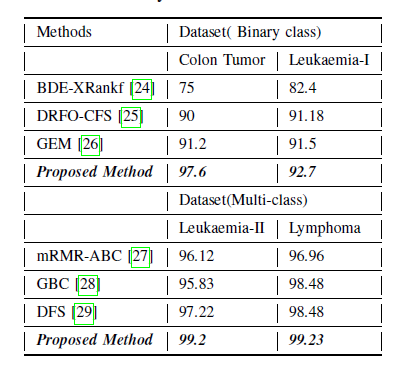 Methods Dataset( Binary class)
Colon Tumor Leukaemia-I
BDE-XRankf [24] 75 82.4
DRFO-CFS [25] 90 91.18
GEM [26] 91.2 91.5
Proposed Method 97.6 92.7
Dataset(Multi-class)
Leukaemia-II Lymphoma
mRMR-ABC [27] 96.12 96.96
GBC [28] 95.83 98.48
DFS [29] 97.22 98.48
Proposed Method 99.2 99.23